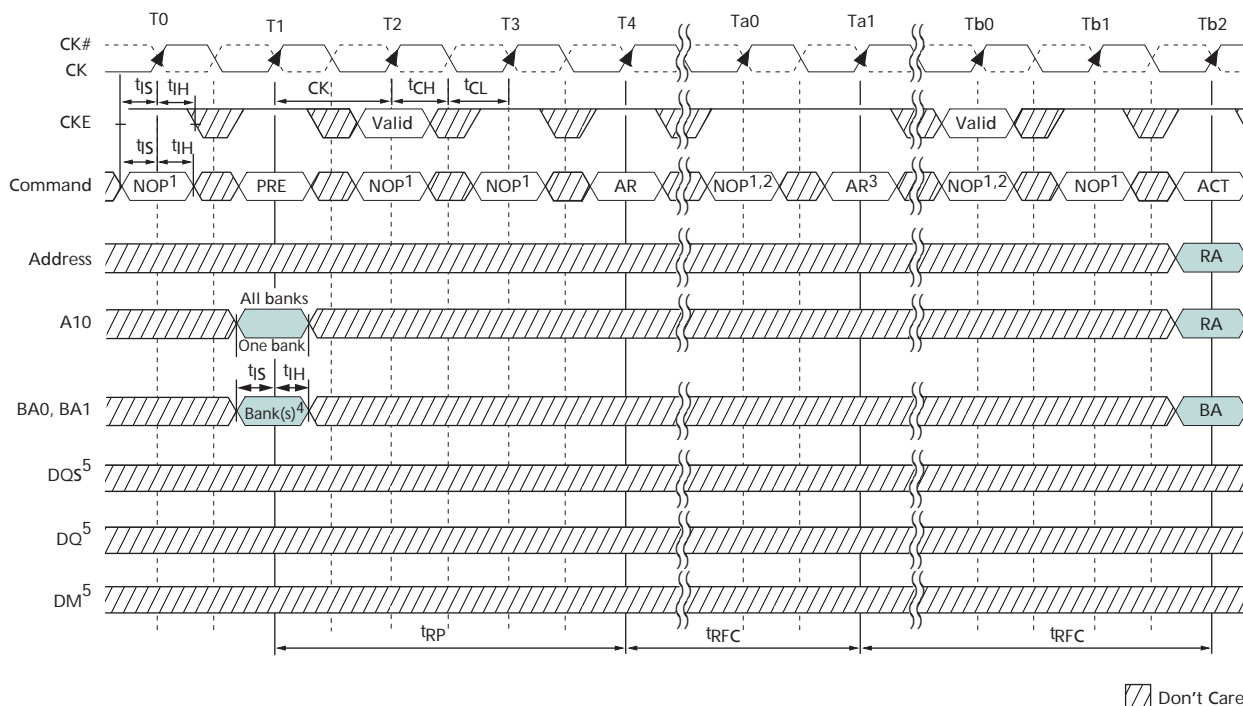 T0 T1 T2 T3 T4 Ta0 Ta1 Tb0 Tb1 Tb2
CK#
CK
tIS tIH CK tCH tCL
CKE Valid Valid
tIS tIH
Command NOP1 PRE NOP1 NOP1 AR NOP1,2 AR3 NOP1,2 NOP1 ACT
Address RA
All banks
A10 RA
One bank
tIS tIH
BA0, BA1 Bank(s)4 BA
DQS5
DQ5
DM5
tRP tRFC tRFC
Don't Care